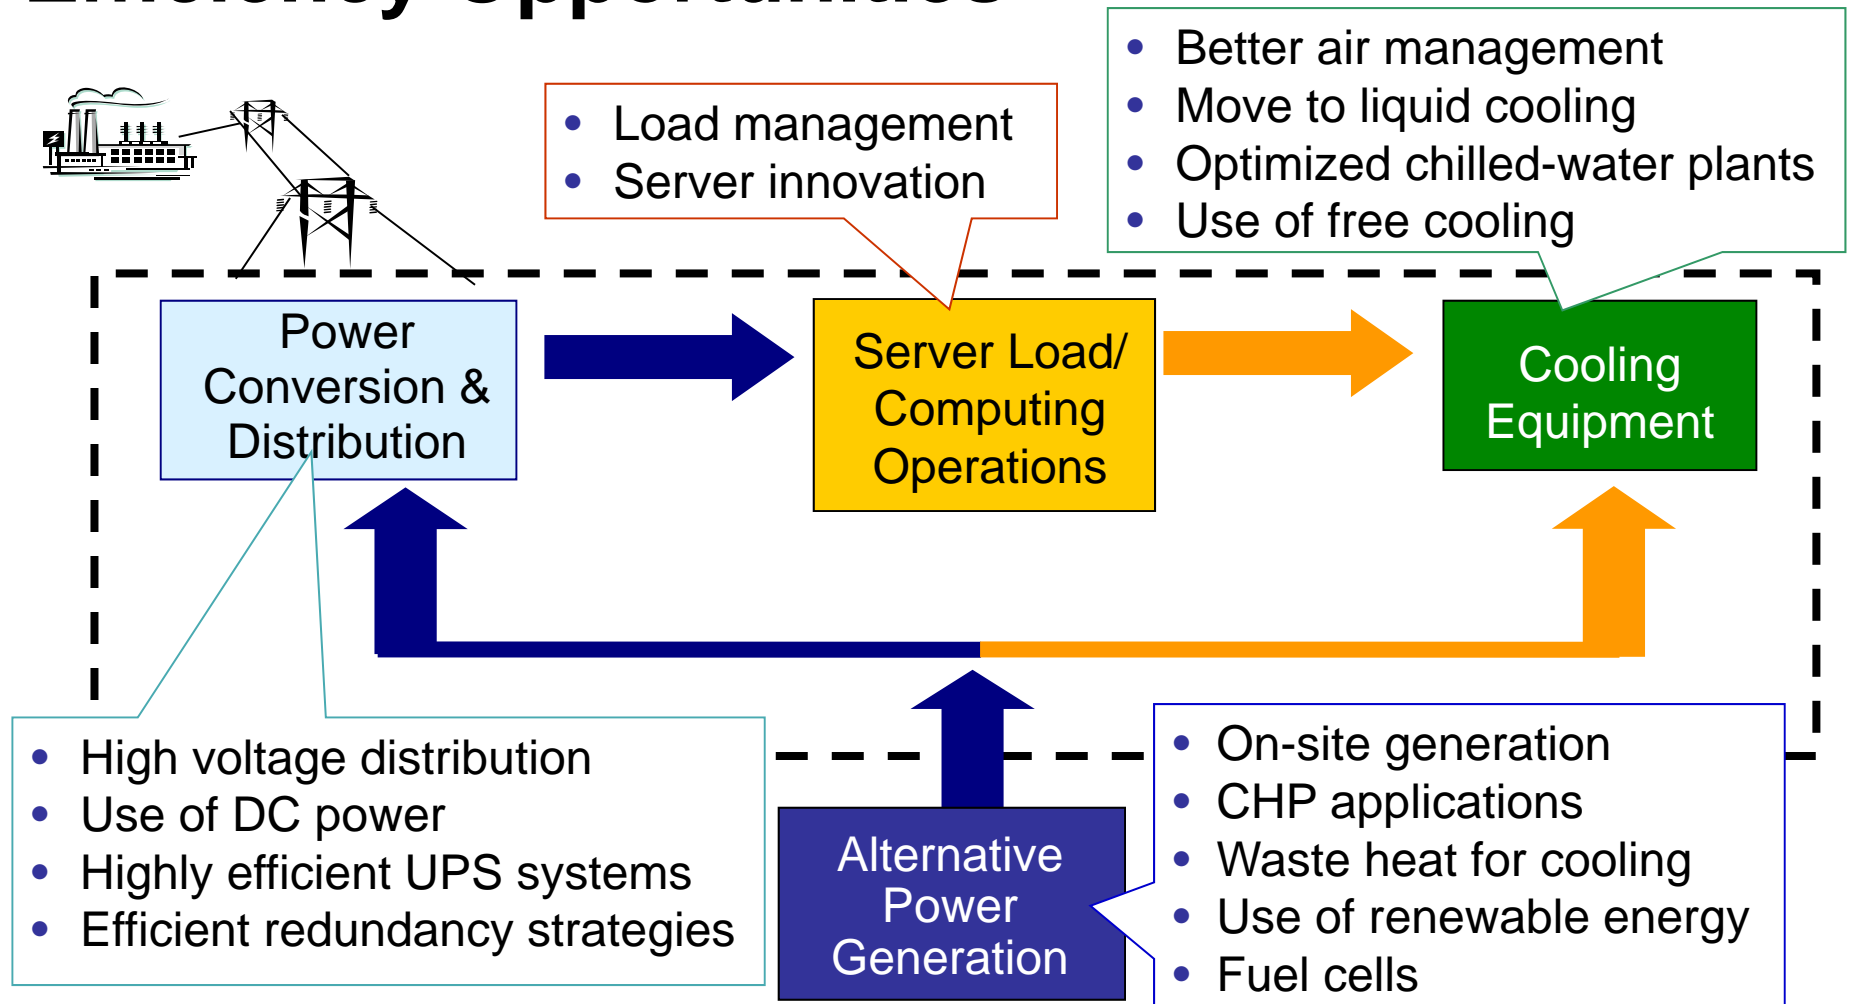 Efficiency Opportunities
• Better air management
• Move to liquid cooling
• Optimized chilled-water plants
• Use of free cooling
• Load management
• Server innovation
Power
Conversion &
Distribution
Server Load/
Computing
Operations
Cooling
Equipment
• High voltage distribution
• Use of DC power
• Highly efficient UPS systems
• Efficient redundancy strategies
Alternative
Power
Generation
• On-site generation
• CHP applications
• Waste heat for cooling
• Use of renewable energy
• Fuel cells